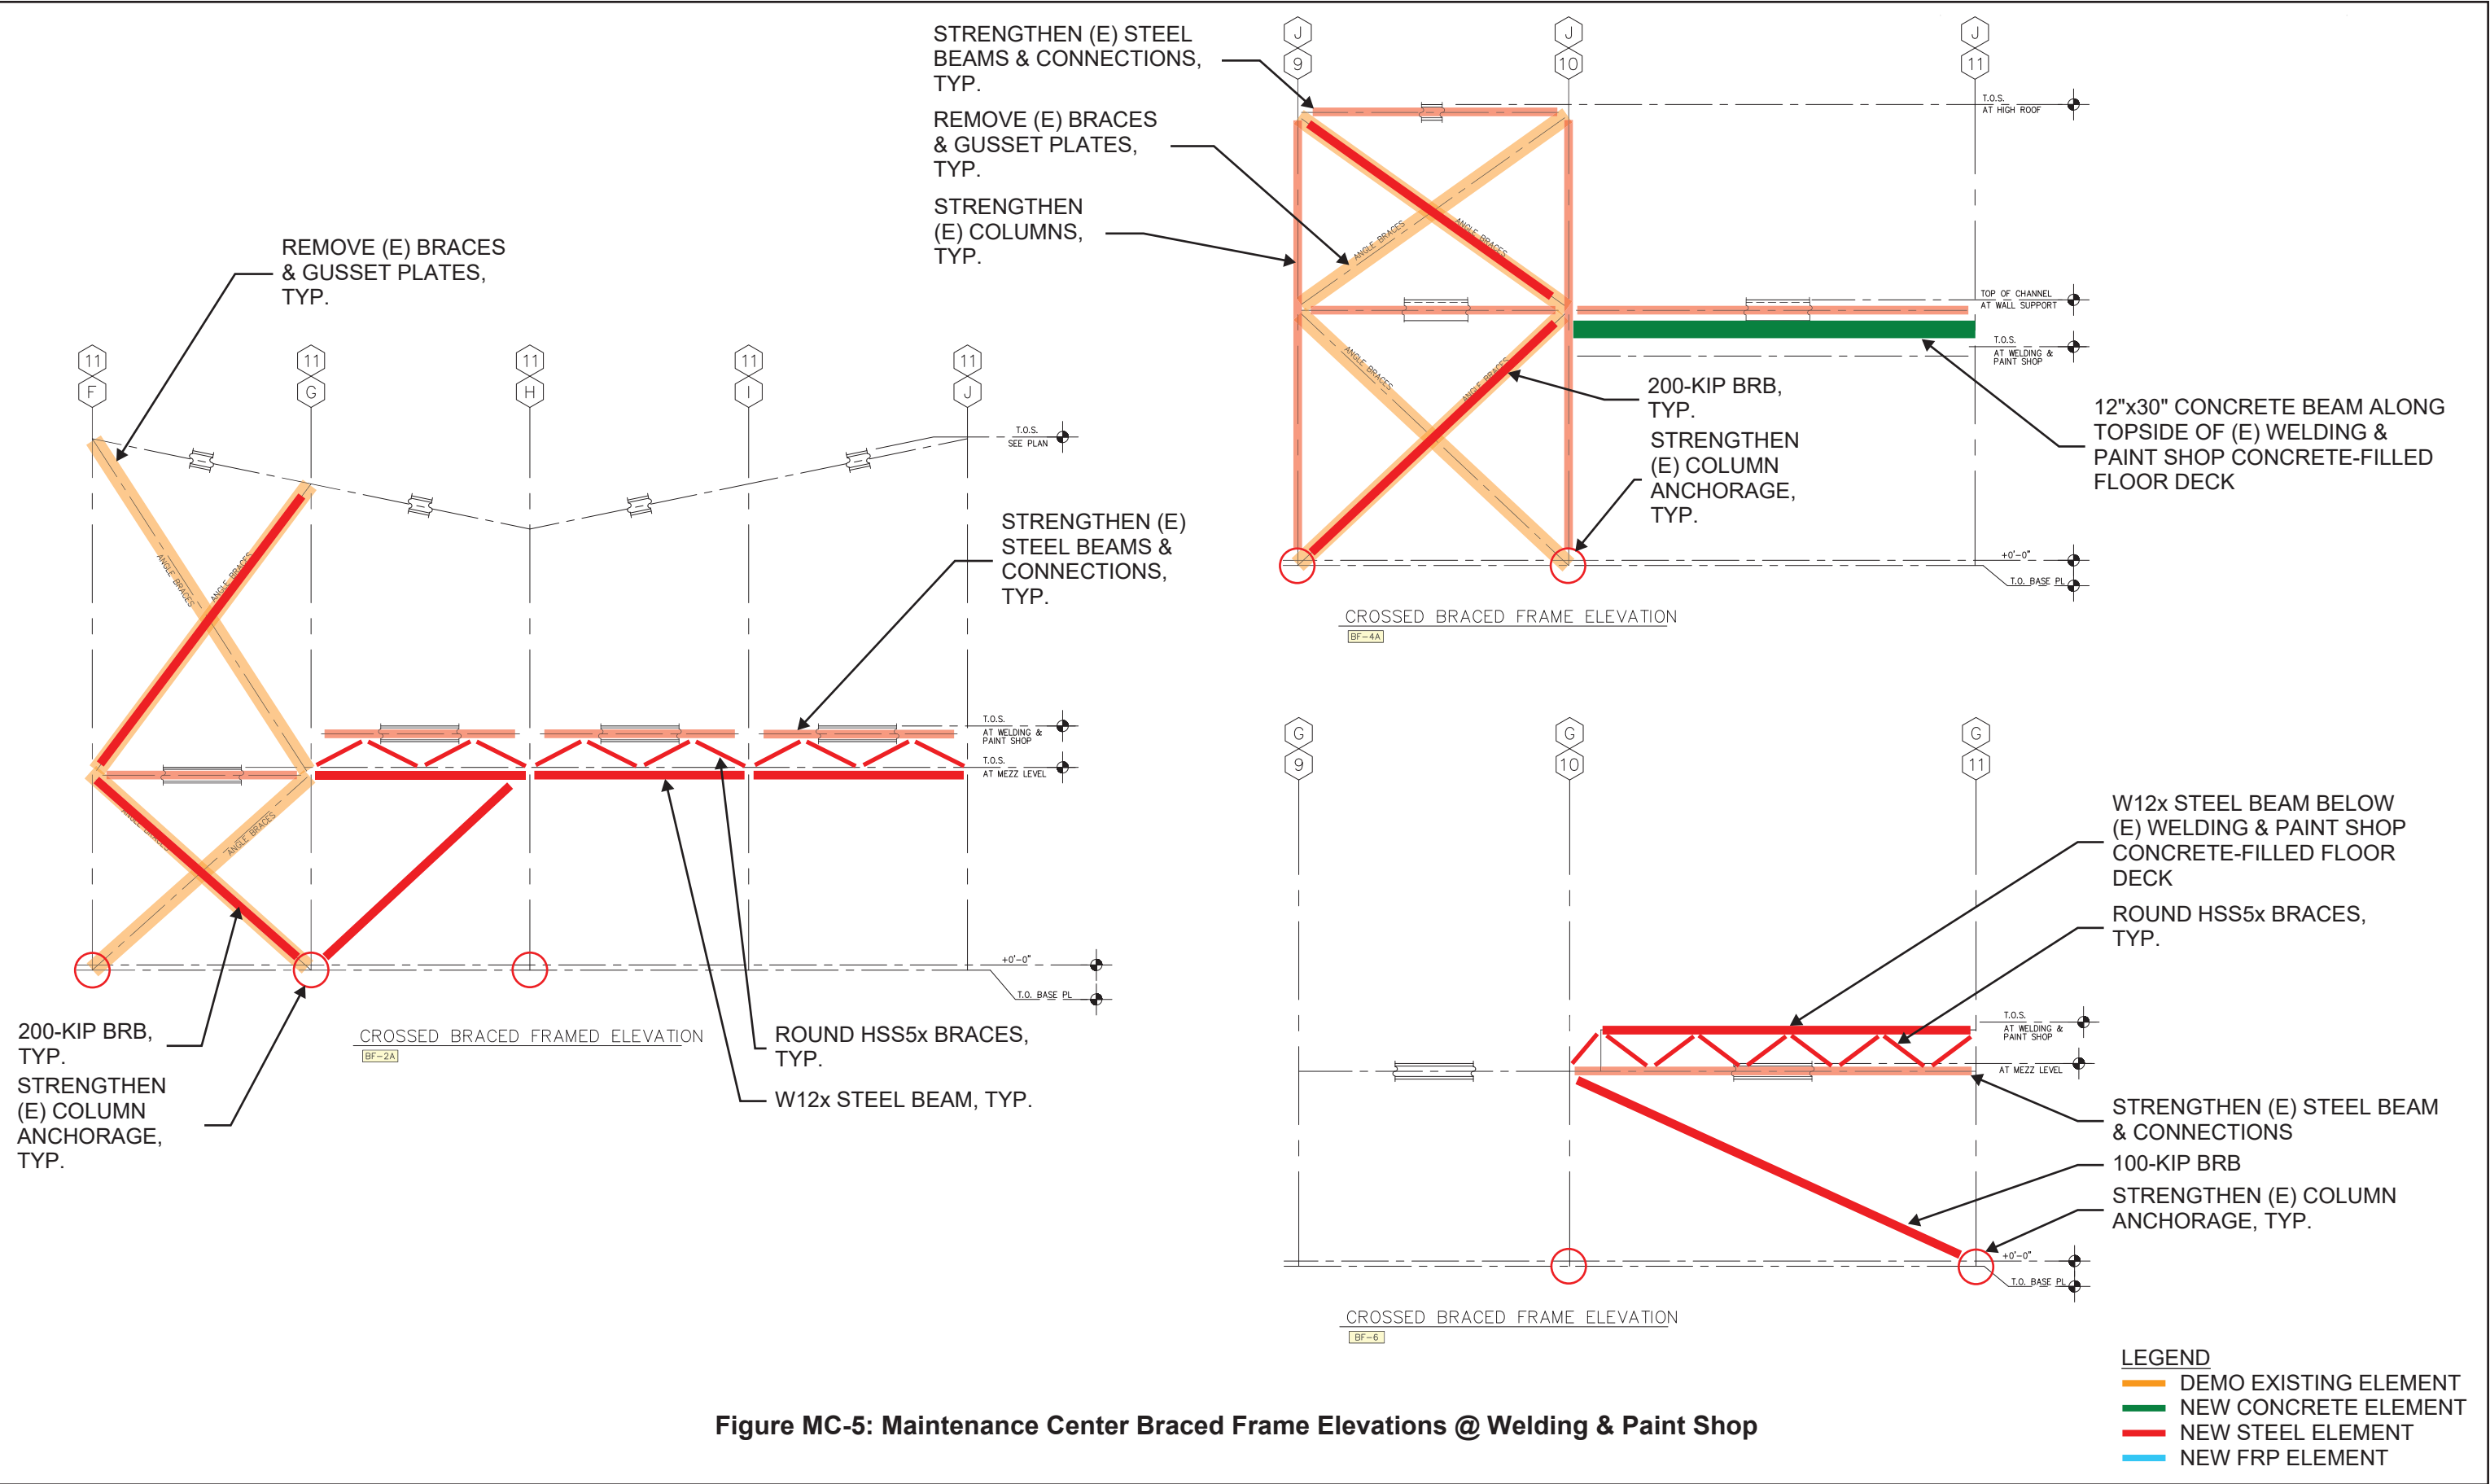 STRENGTHEN (E) STEEL
BEAMS & CONNECTIONS,
TYP.
REMOVE (E) BRACES
& GUSSET PLATES,
TYP.
STRENGTHEN
(E) COLUMNS,
TYP.
J
9
J
10
J
11
T.O.S.
AT HIGH ROOF
ANGLE BRACES
ANGLE BRACES
TOP OF CHANNEL
AT WALL SUPPORT
T.O.S.
AT WELDING &
PAINT SHOP
ANGLE BRACES
ANGLE BRACES
200-KIP BRB,
TYP.
STRENGTHEN
(E) COLUMN
ANCHORAGE,
TYP.
12"x30" CONCRETE BEAM ALONG
TOPSIDE OF (E) WELDING &
PAINT SHOP CONCRETE-FILLED
FLOOR DECK
+0'-0"
T.O. BASE PL
CROSSED BRACED FRAME ELEVATION
BF-4A
REMOVE (E) BRACES
& GUSSET PLATES,
TYP.
11
F
11
G
11
H
11
I
11
J
T.O.S.
SEE PLAN
ANGLE BRACES
ANGLE BRACES
STRENGTHEN (E)
STEEL BEAMS &
CONNECTIONS,
TYP.
T.O.S.
AT WELDING &
PAINT SHOP
T.O.S.
AT MEZZ LEVEL
ANGLE BRACES
ANGLE BRACES
+0'-0"
T.O. BASE PL
200-KIP BRB,
TYP.
STRENGTHEN
(E) COLUMN
ANCHORAGE,
TYP.
CROSSED BRACED FRAMED ELEVATION
BF-2A
ROUND HSS5x BRACES,
TYP.
W12x STEEL BEAM, TYP.
G
9
G
10
G
11
W12x STEEL BEAM BELOW
(E) WELDING & PAINT SHOP
CONCRETE-FILLED FLOOR
DECK
ROUND HSS5x BRACES,
TYP.
T.O.S.
AT WELDING &
PAINT SHOP
AT MEZZ LEVEL
STRENGTHEN (E) STEEL BEAM
& CONNECTIONS
100-KIP BRB
STRENGTHEN (E) COLUMN
ANCHORAGE, TYP.
+0'-0"
T.O. BASE PL
CROSSED BRACED FRAME ELEVATION
BF-6
LEGEND
DEMO EXISTING ELEMENT
NEW CONCRETE ELEMENT
NEW STEEL ELEMENT
NEW FRP ELEMENT
Figure MC-5: Maintenance Center Braced Frame Elevations @ Welding & Paint Shop